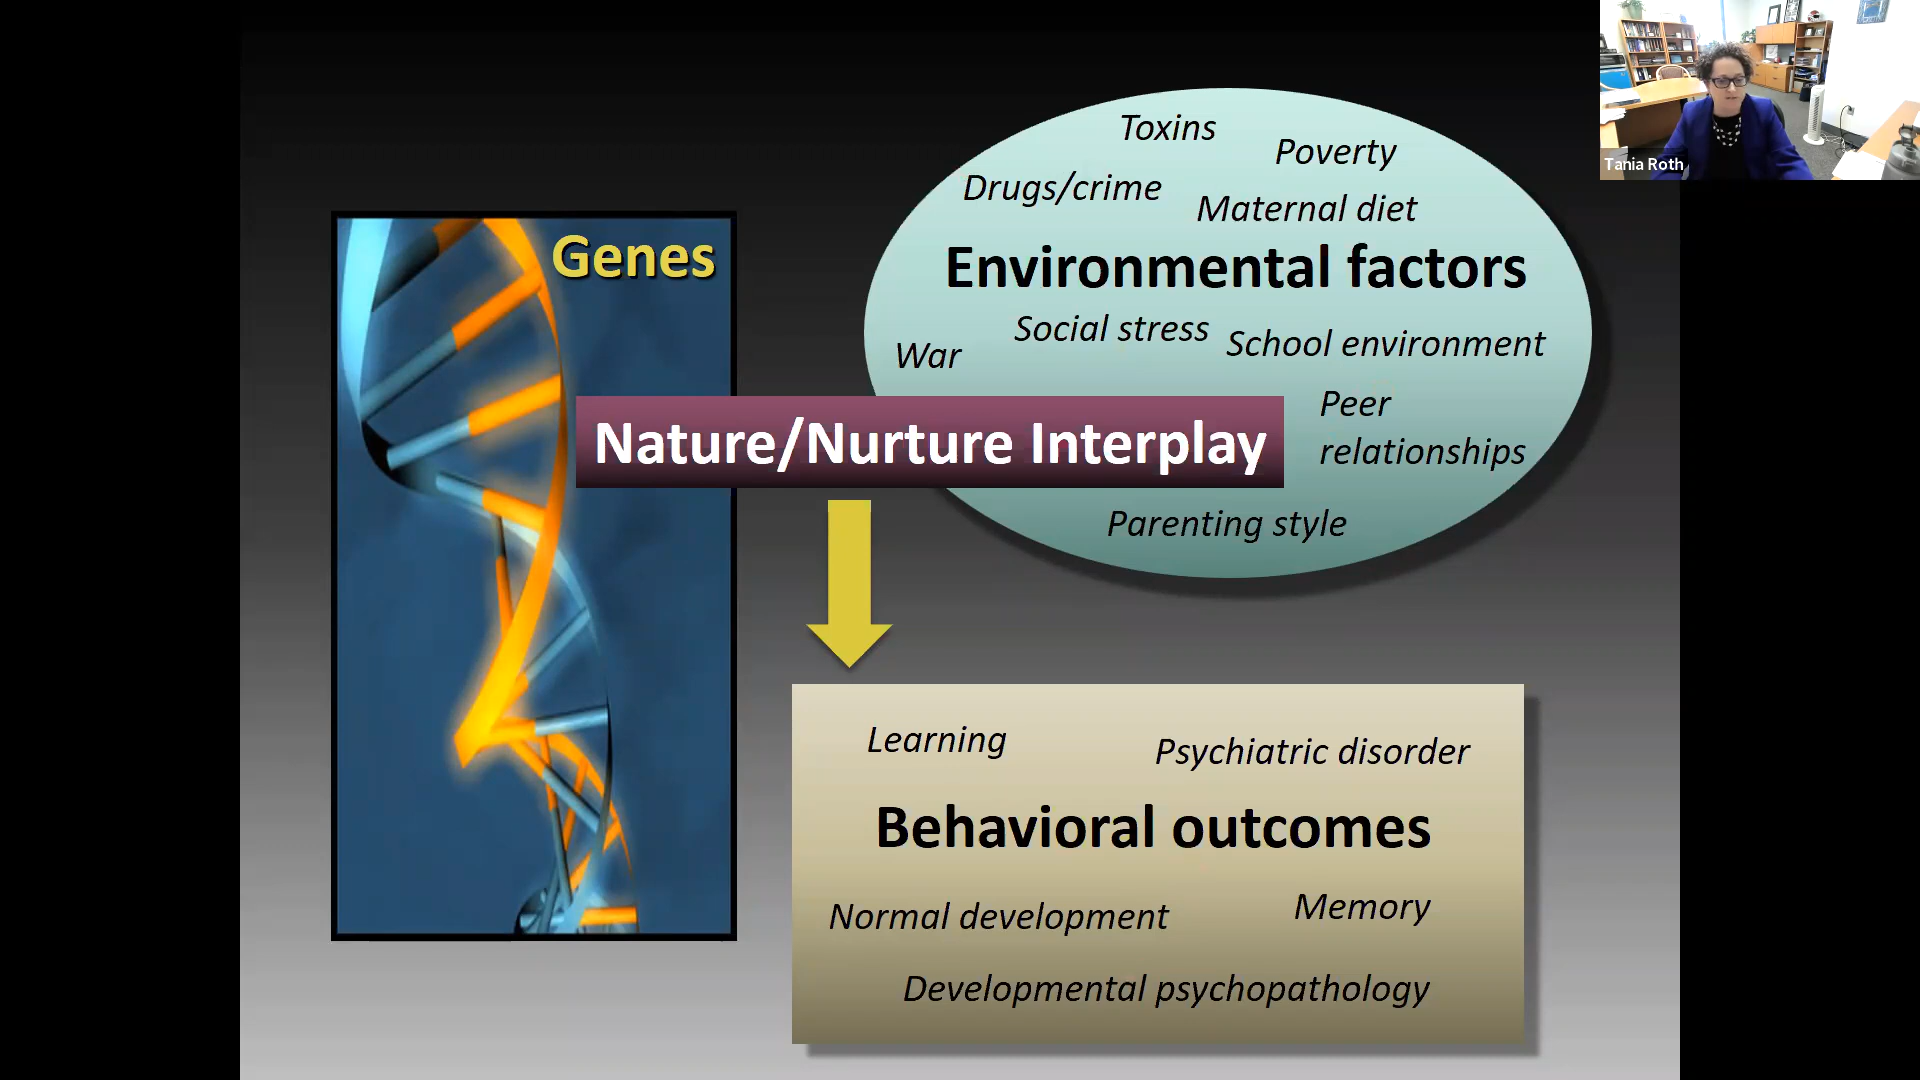 Tania Roth
Genes
Toxins
Poverty
Drugs/crime
Maternal diet
Environmental factors
Social stress
School environment
War
Peer
relationships
Nature/Nurture Interplay
Parenting style
Learning
Psychiatric disorder
Behavioral outcomes
Normal development
Memory
Developmental psychopathology